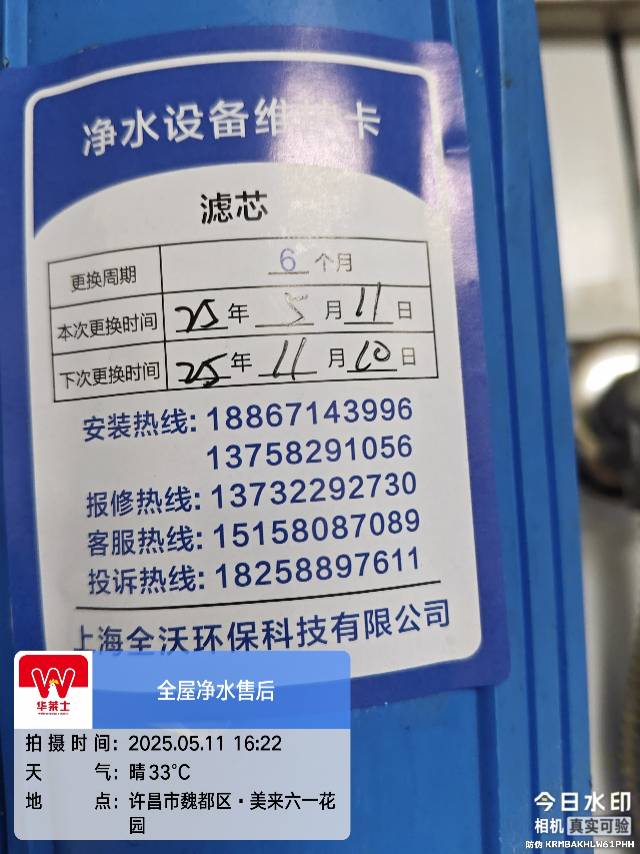 净水设备维护卡
滤芯
更换周期 6 个月
本次更换时间 25 年 5 月 11 日
下次更换时间 25 年 11 月 10 日
安装热线: 18867143996
13758291056
报修热线: 13732292730
客服热线: 15158087089
投诉热线: 18258897611
上海全沃环保科技有限公司
华莱士
全屋净水售后
拍摄时间: 2025.05.11 16:22
天气: 晴 33°C
地点: 许昌市魏都区·美来六一花
园
今日水印
相机 真实可验
防伪 KRMBAKHLW61PHH